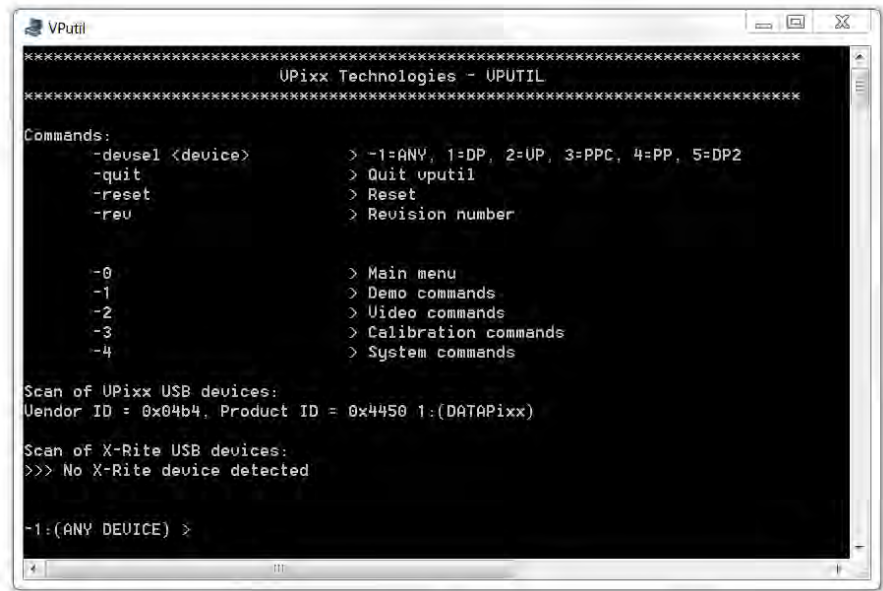 VPutil
*******************************************************************************
VPixx Technologies - VPUTIL
*******************************************************************************
Commands:
-devsel <device> > -1=ANY, 1=DP, 2=VP, 3=PPC, 4=PP, 5=DP2
-quit > Quit vputil
-reset > Reset
-rev > Revision number
-0 > Main menu
-1 > Demo commands
-2 > Video commands
-3 > Calibration commands
-4 > System commands
Scan of VPixx USB devices:
Vendor ID = 0x04b4, Product ID = 0x4450 1:(DATAPixx)
Scan of X-Rite USB devices:
>>> No X-Rite device detected
-1:(ANY DEVICE) >